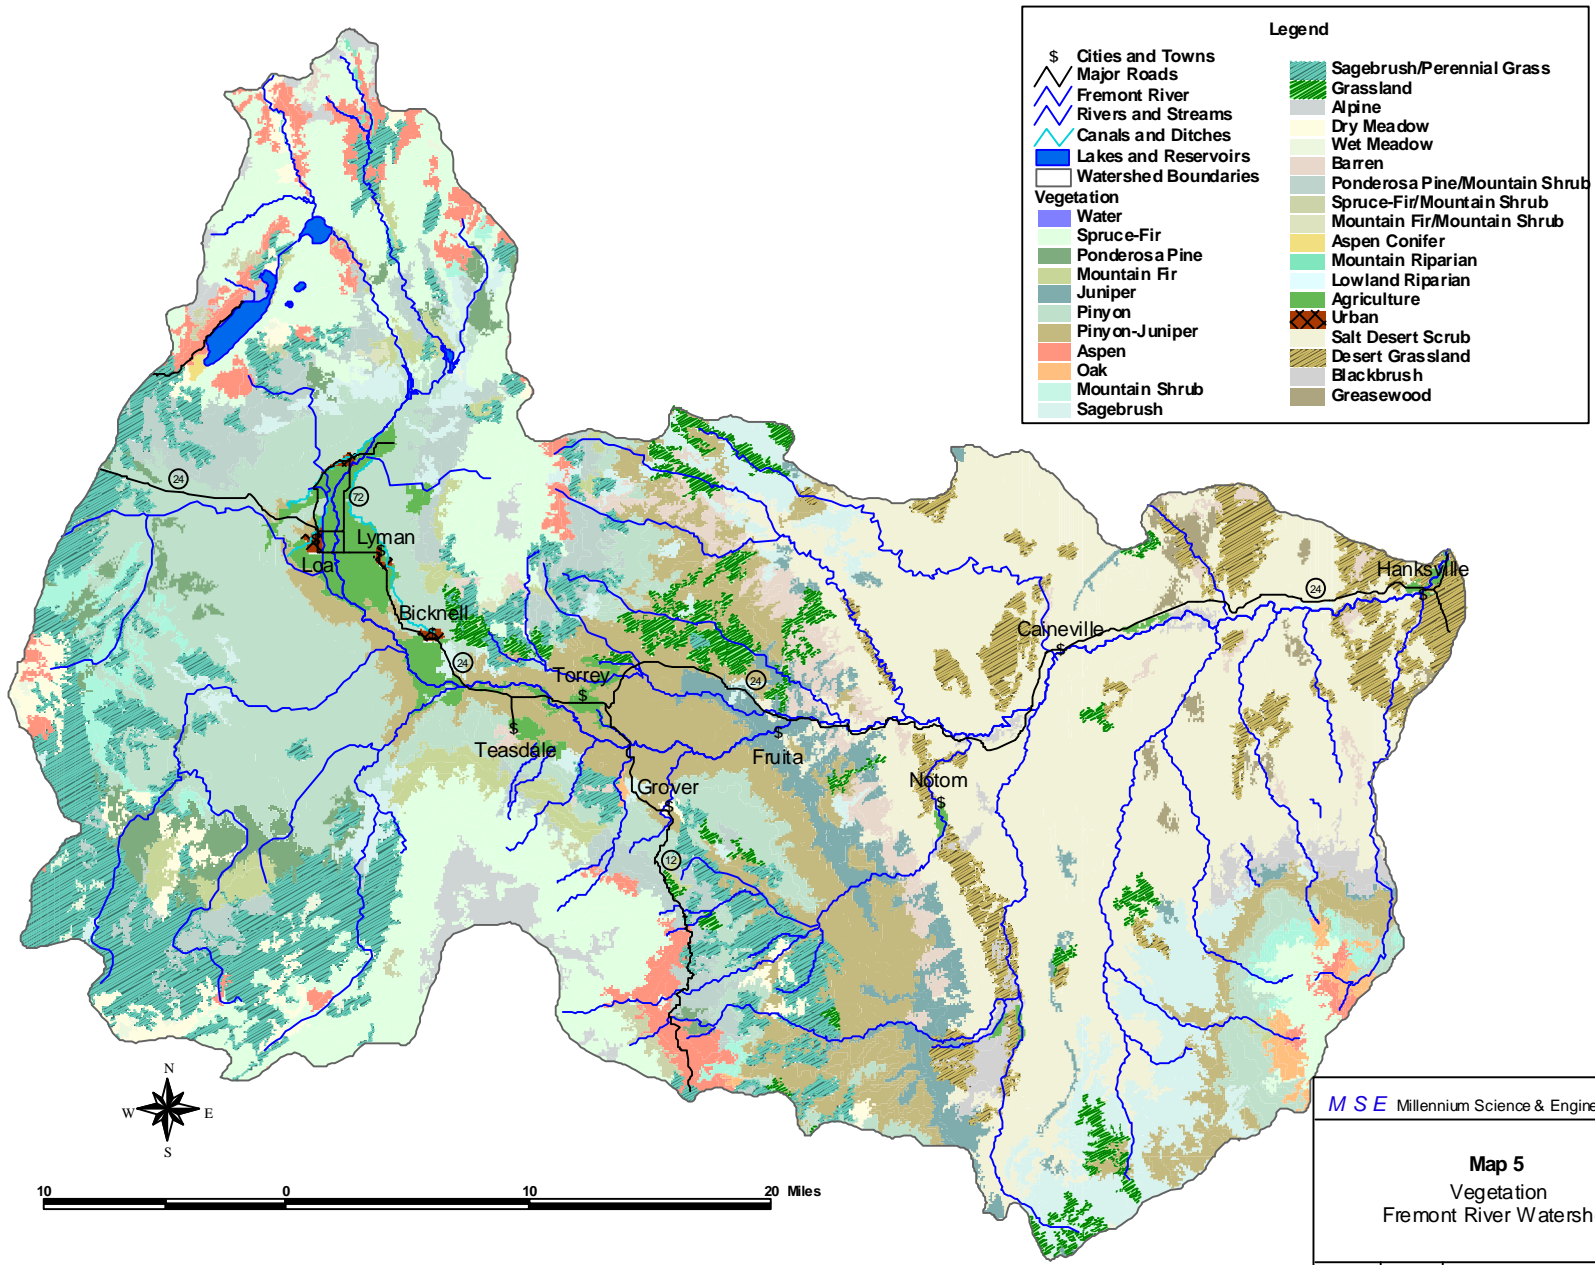 Legend
$ Cities and Towns
Major Roads
Fremont River
Rivers and Streams
Canals and Ditches
Lakes and Reservoirs
Watershed Boundaries
Vegetation
Water
Spruce-Fir
Ponderosa Pine
Mountain Fir
Juniper
Pinyon
Pinyon-Juniper
Aspen
Oak
Mountain Shrub
Sagebrush
Sagebrush/Perennial Grass
Grassland
Alpine
Dry Meadow
Wet Meadow
Barren
Ponderosa Pine/Mountain Shrub
Spruce-Fir/Mountain Shrub
Mountain Fir/Mountain Shrub
Aspen Conifer
Mountain Riparian
Lowland Riparian
Agriculture
Urban
Salt Desert Scrub
Desert Grassland
Blackbrush
Greasewood
24
72
Lyman
Loa
Bicknell
24
Torrey
24
Teasdale
Fruita
Grover
12
Notom
Caineville
24
Hanksville
N
W E
S
10 0 10 20 Miles
M S E Millennium Science & Engine
Map 5
Vegetation
Fremont River Watersh